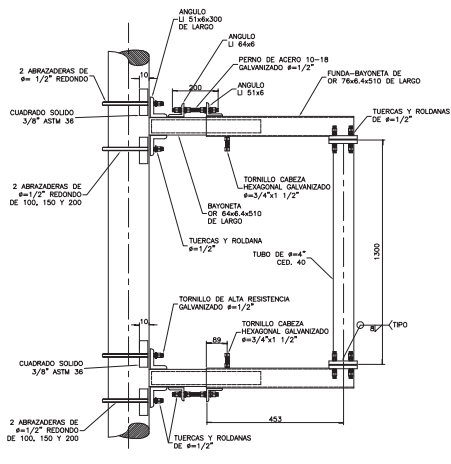 ANGULO
LI 51x6x300
DE LARGO
ANGULO
LI 64x6
PERNO DE ACERO 10-18
GALVANIZADO ø=1/2"
ANGULO
LI 51x6
2 ABRAZADERAS DE
ø= 1/2" REDONDO
10
200
FUNDA-BAYONETA DE
OR 76x6.4x510 DE LARGO
CUADRADO SOLIDO
3/8" ASTM 36
TUERCAS Y ROLDANAS
DE ø=1/2"
2 ABRAZADERAS DE
ø=1/2" REDONDO
DE 100, 150 Y 200
TORNILLO CABEZA
HEXAGONAL GALVANIZADO
ø=3/4"x1 1/2"
BAYONETA
OR 64x6.4x510
DE LARGO
TUERCAS Y ROLDANA
ø=1/2"
TUBO DE ø=4"
CED. 40
1300
10
TORNILLO DE ALTA RESISTENCIA
GALVANIZADO ø=1/2"
89
TORNILLO CABEZA
HEXAGONAL GALVANIZADO
ø=3/4"x1 1/2"
TIPO
CUADRADO SOLIDO
3/8" ASTM 36
453
2 ABRAZADERAS DE
ø=1/2" REDONDO
DE 100, 150 Y 200
TUERCAS Y ROLDANAS
DE ø=1/2"